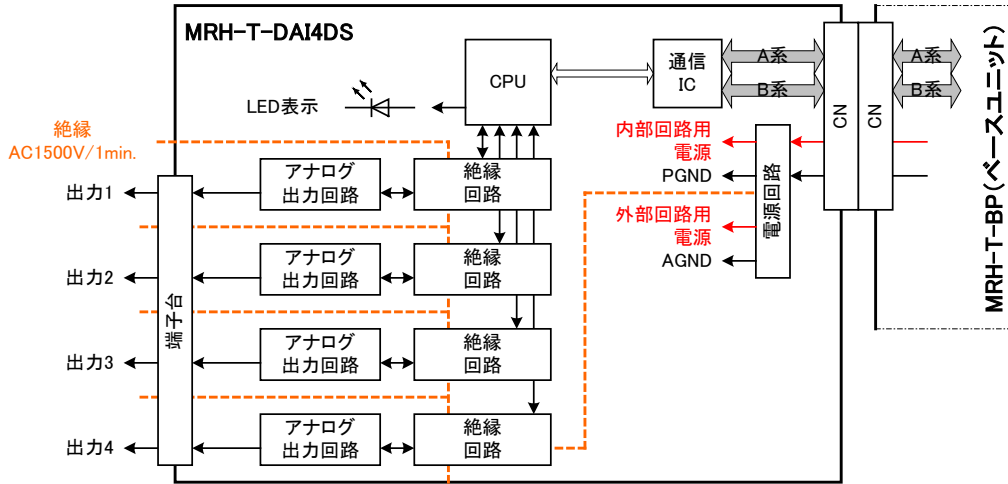 MRH-T-DAI4DS
CPU
通信
IC
A系
B系
A系
B系
CN
CN
MRH-T-BP(ベースユニット)
LED表示
絶縁
AC1500V/1min.
内部回路用
電源
PGND
外部回路用
電源
AGND
電源回路
端子台
出力1
アナログ
出力回路
絶縁
回路
出力2
アナログ
出力回路
絶縁
回路
出力3
アナログ
出力回路
絶縁
回路
出力4
アナログ
出力回路
絶縁
回路